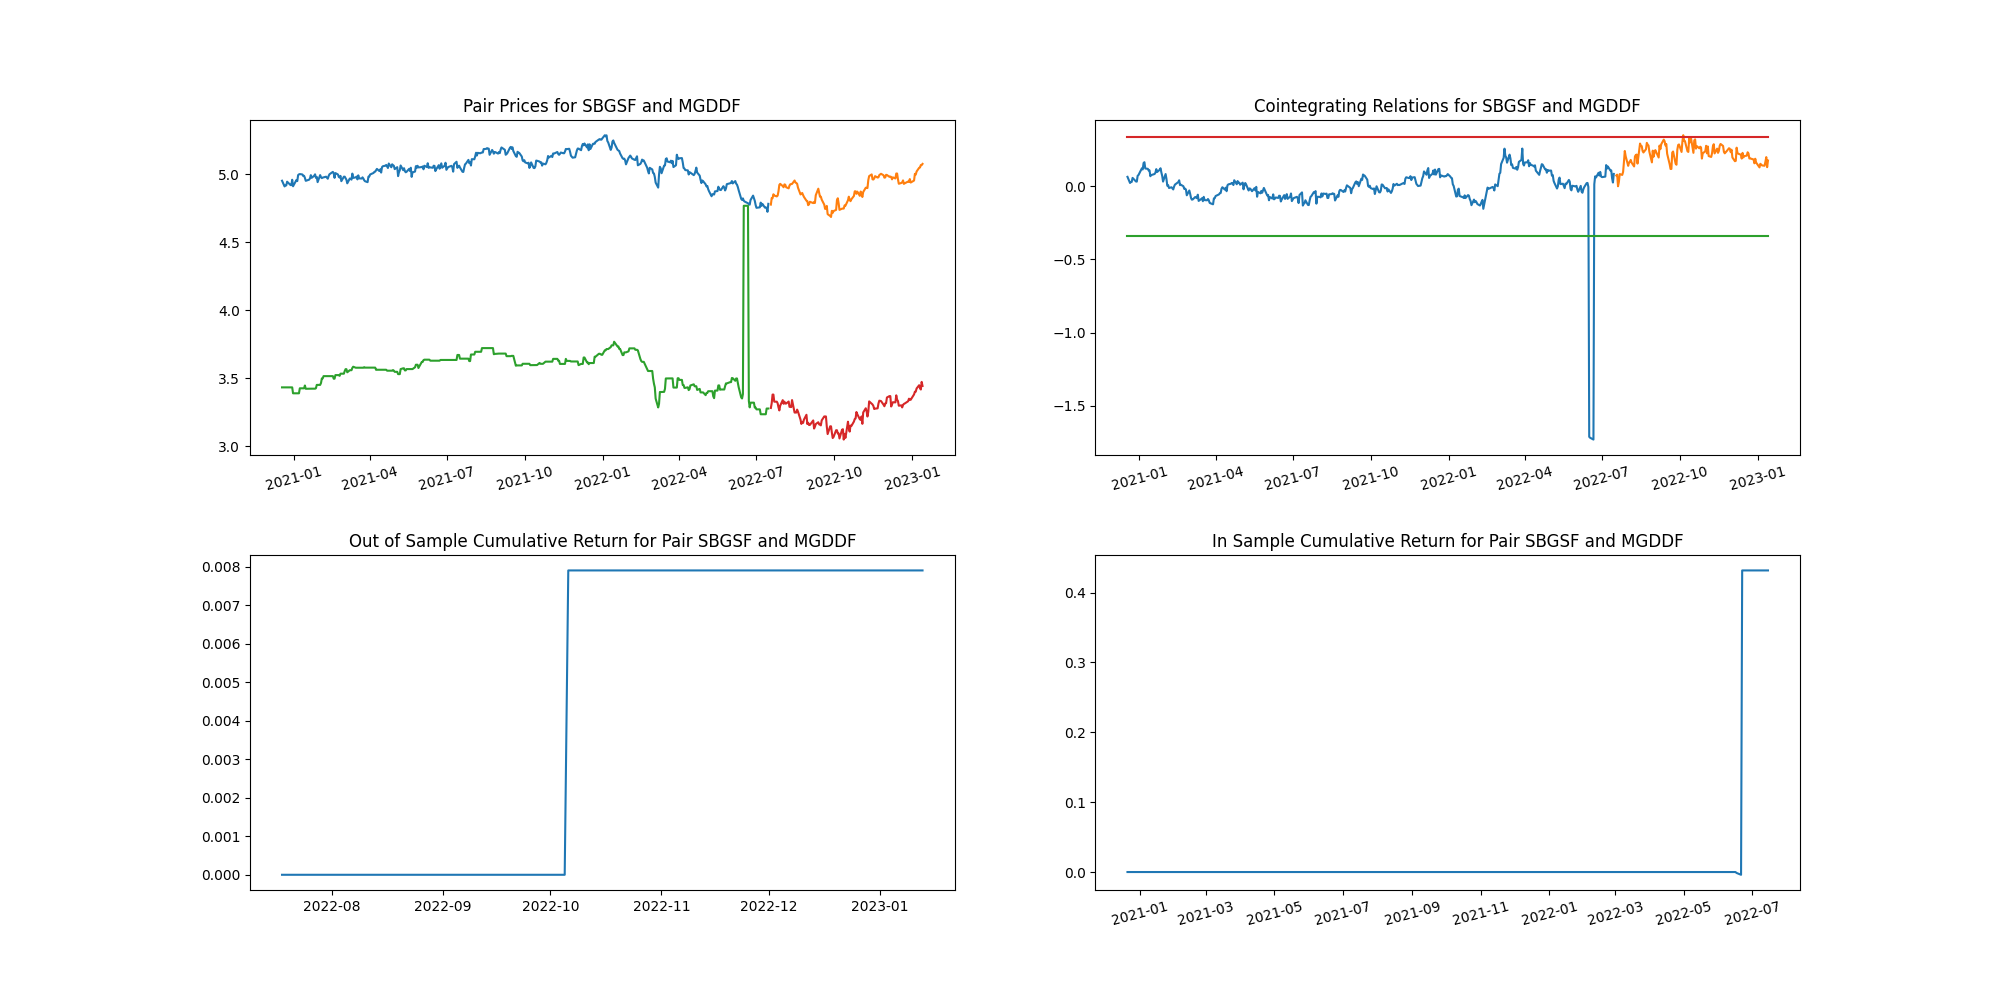 Pair Prices for SBGSF and MGDDF
5.0
4.5
4.0
3.5
3.0
2021-01 2021-04 2021-07 2021-10 2022-01 2022-04 2022-07 2022-10 2023-01
Cointegrating Relations for SBGSF and MGDDF
0.0
−0.5
−1.0
−1.5
2021-01 2021-04 2021-07 2021-10 2022-01 2022-04 2022-07 2022-10 2023-01
Out of Sample Cumulative Return for Pair SBGSF and MGDDF
0.008
0.007
0.006
0.005
0.004
0.003
0.002
0.001
0.000
2022-08 2022-09 2022-10 2022-11 2022-12 2023-01
In Sample Cumulative Return for Pair SBGSF and MGDDF
0.4
0.3
0.2
0.1
0.0
2021-01 2021-03 2021-05 2021-07 2021-09 2021-11 2022-01 2022-03 2022-05 2022-07